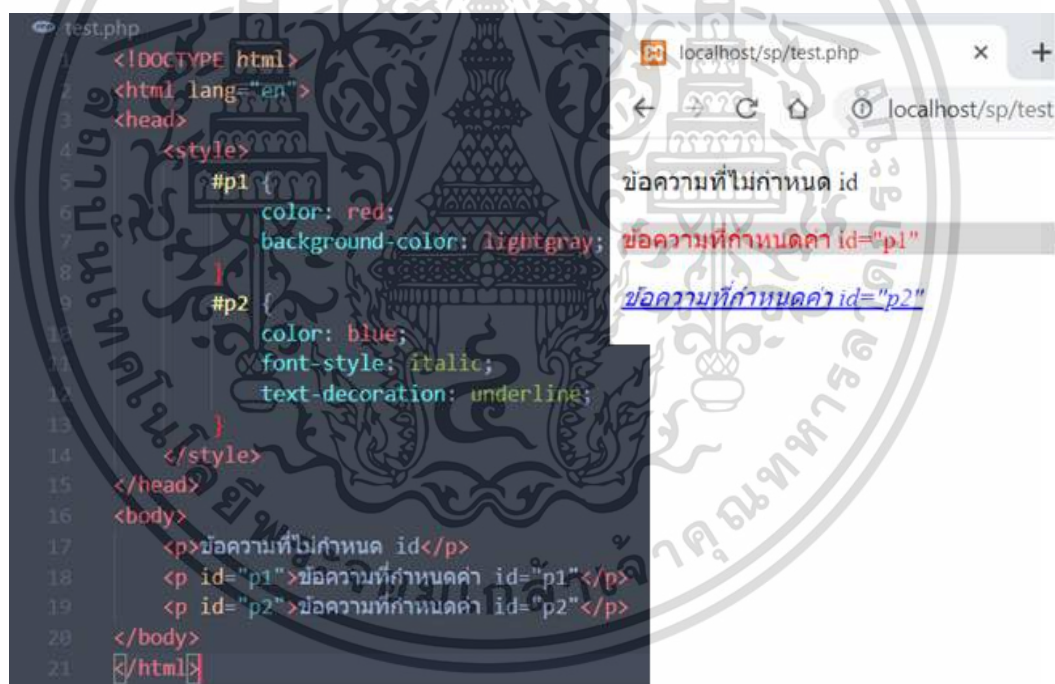 test.php
1 <!DOCTYPE html>
2 <html lang="en">
3 <head>
4 <style>
5 #p1 {
6 color: red;
7 background-color: lightgray;
8 }
9 #p2 {
10 color: blue;
11 font-style: italic;
12 text-decoration: underline;
13 }
14 </style>
15 </head>
16 <body>
17 <p>ข้อความที่ไม่กำหนด id</p>
18 <p id="p1">ข้อความที่กำหนดค่า id="p1"</p>
19 <p id="p2">ข้อความที่กำหนดค่า id="p2"</p>
20 </body>
21 </html>
localhost/sp/test.php
localhost/sp/test
ข้อความที่ไม่กำหนด id
ข้อความที่กำหนดค่า id="p1"
ข้อความที่กำหนดค่า id="p2"